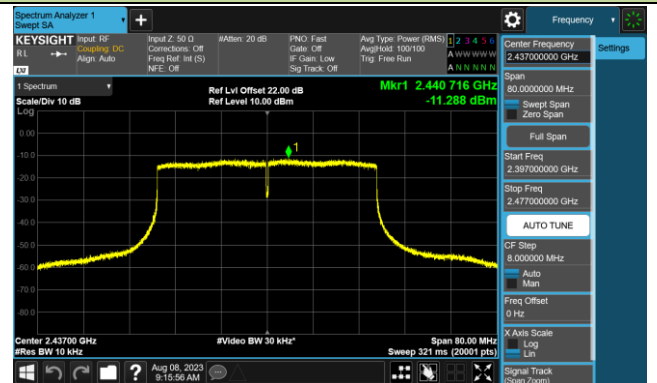 Spectrum Analyzer 1
Swept SA
Frequency
KEYSIGHT
RL
LXI
Input: RF
Coupling: DC
Align: Auto
Input Z: 50 Ω
Corrections: Off
Freq Ref: Int (S)
NFE: Off
#Atten: 20 dB
PNO: Fast
Gate: Off
IF Gain: Low
Sig Track: Off
Avg Type: Power (RMS)
Avg|Hold: 100/100
Trig: Free Run
1 2 3 4 5 6
A W W W W W
A N N N N N
Center Frequency
2.437000000 GHz
Settings
Span
80.0000000 MHz
Swept Span
Zero Span
Full Span
Start Freq
2.397000000 GHz
Stop Freq
2.477000000 GHz
AUTO TUNE
CF Step
8.000000 MHz
Auto
Man
Freq Offset
0 Hz
X Axis Scale
Log
Lin
Signal Track
(Span Zoom)
1 Spectrum
Scale/Div 10 dB
Log
Ref Lvl Offset 22.00 dB
Ref Level 10.00 dBm
Mkr1 2.440 716 GHz
-11.288 dBm
1
0.00
-10.0
-20.0
-30.0
-40.0
-50.0
-60.0
-70.0
-80.0
Center 2.43700 GHz
#Res BW 10 kHz
#Video BW 30 kHz*
Span 80.00 MHz
Sweep 321 ms (20001 pts)
?
Aug 08, 2023
9:15:56 AM